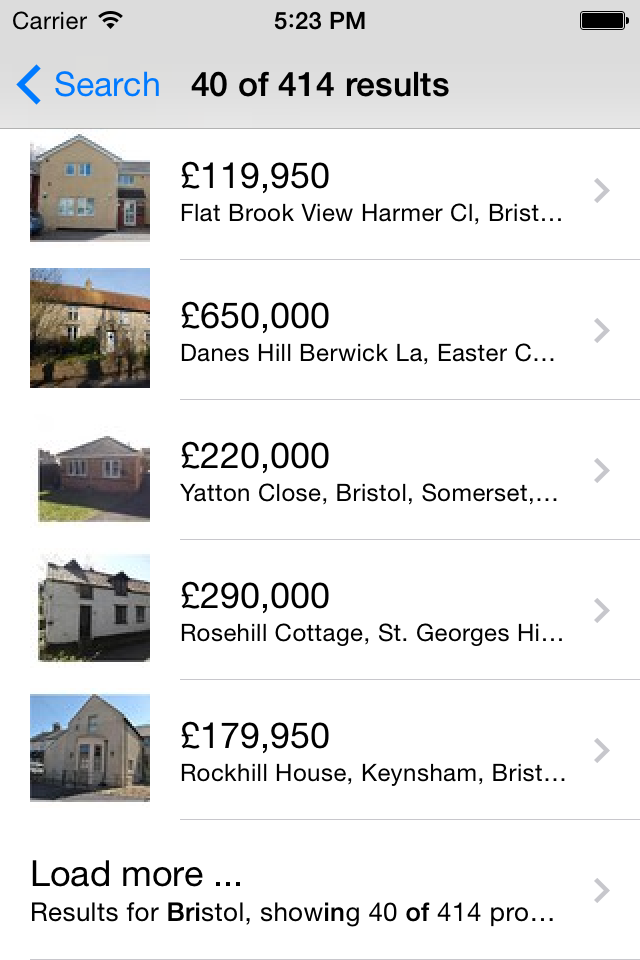 Carrier 5:23 PM
Search 40 of 414 results
£119,950
Flat Brook View Harmer Cl, Brist...
£650,000
Danes Hill Berwick La, Easter C...
£220,000
Yatton Close, Bristol, Somerset,...
£290,000
Rosehill Cottage, St. Georges Hi...
£179,950
Rockhill House, Keynsham, Brist...
Load more ...
Results for Bristol, showing 40 of 414 pro...